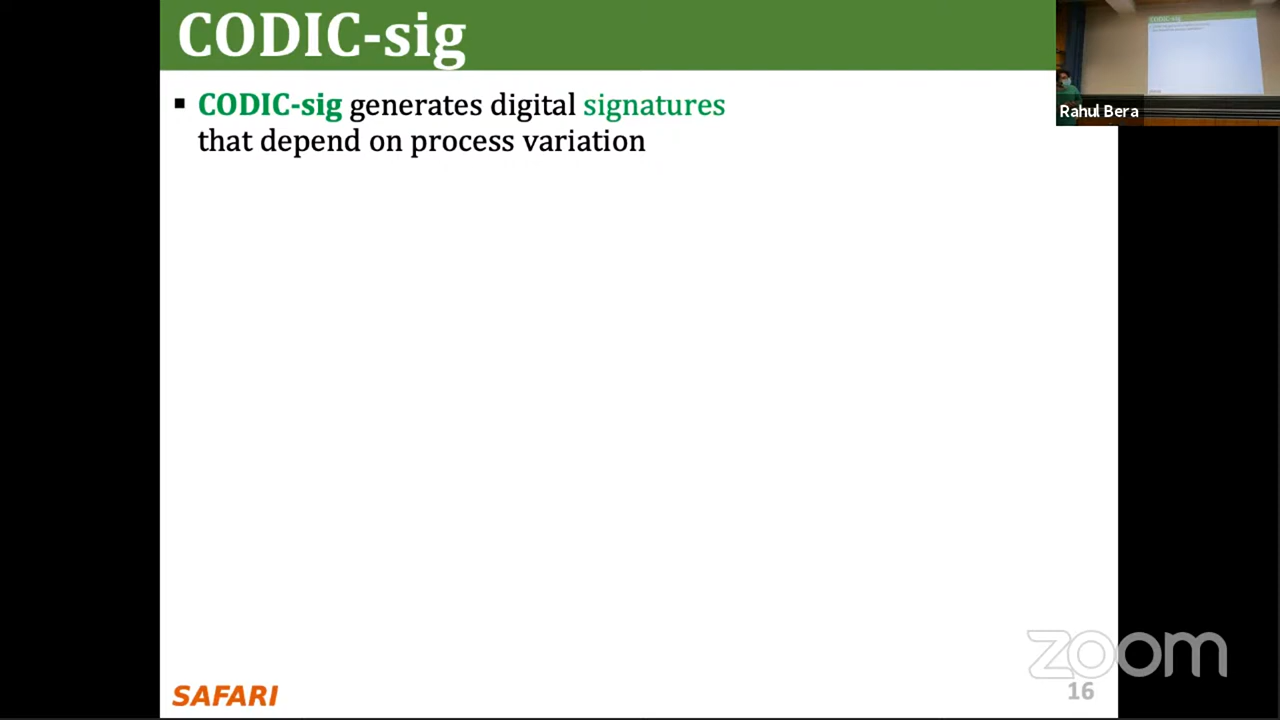 CODIC-sig
Rahul Bera
▪ CODIC-sig generates digital signatures
that depend on process variation
zoom
SAFARI
16